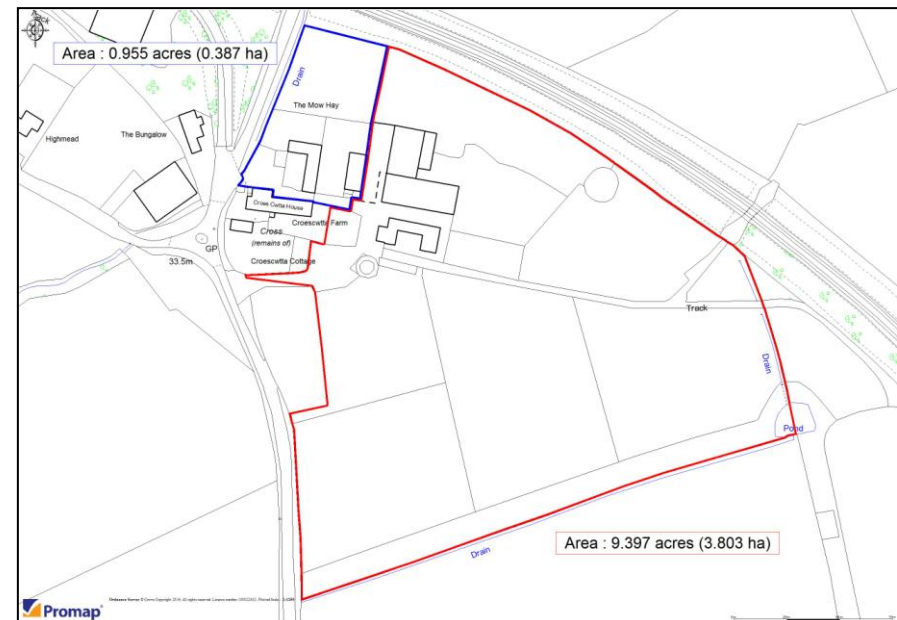 Track
Area : 0.955 acres (0.387 ha)
Drain
The Mow Hay
Highmead
The Bungalow
Cross Cwtta House
Croescwtta Farm
Cross
(remains of)
GP
33.5m
Croescwtta Cottage
Track
Drain
Pond
Drain
Area : 9.397 acres (3.803 ha)
Promap